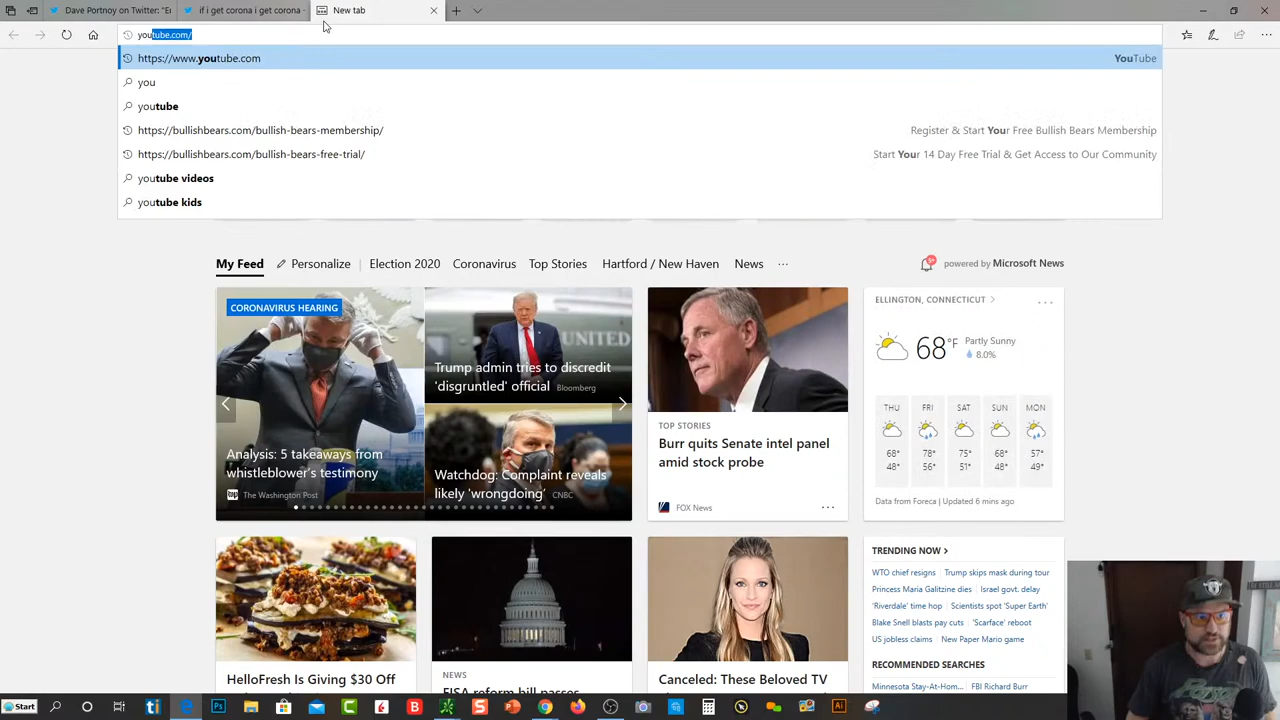 Dave Portnoy on Twitter: "E
if i get corona i get corona -
New tab
youtube.com/
https://www.youtube.com
YouTube
you
youtube
https://bullishbears.com/bullish-bears-membership/
Register & Start Your Free Bullish Bears Membership
https://bullishbears.com/bullish-bears-free-trial/
Start Your 14 Day Free Trial & Get Access to Our Community
youtube videos
youtube kids
My Feed
Personalize
Election 2020
Coronavirus
Top Stories
Hartford / New Haven
News
...
powered by Microsoft News
CORONAVIRUS HEARING
Analysis: 5 takeaways from
whistleblower's testimony
The Washington Post
UNITED
Trump admin tries to discredit
'disgruntled' official Bloomberg
Watchdog: Complaint reveals
likely 'wrongdoing' CNBC
TOP STORIES
Burr quits Senate intel panel
amid stock probe
FOX News
ELLINGTON, CONNECTICUT
68°F
Partly Sunny
8.0%
THU FRI SAT SUN MON
68° 78° 75° 68° 57°
48° 56° 51° 48° 49°
Data from Foreca | Updated 6 mins ago
HelloFresh Is Giving $30 Off
NEWS
FISA reform bill passes
Canceled: These Beloved TV
TRENDING NOW
WTO chief resigns
Trump skips mask during tour
Princess Maria Galitzine dies
Israel govt. delay
'Riverdale' time hop
Scientists spot 'Super Earth'
Blake Snell blasts pay cuts
'Scarface' reboot
US jobless claims
New Paper Mario game
RECOMMENDED SEARCHES
Minnesota Stay-At-Hom...
FBI Richard Burr
Start